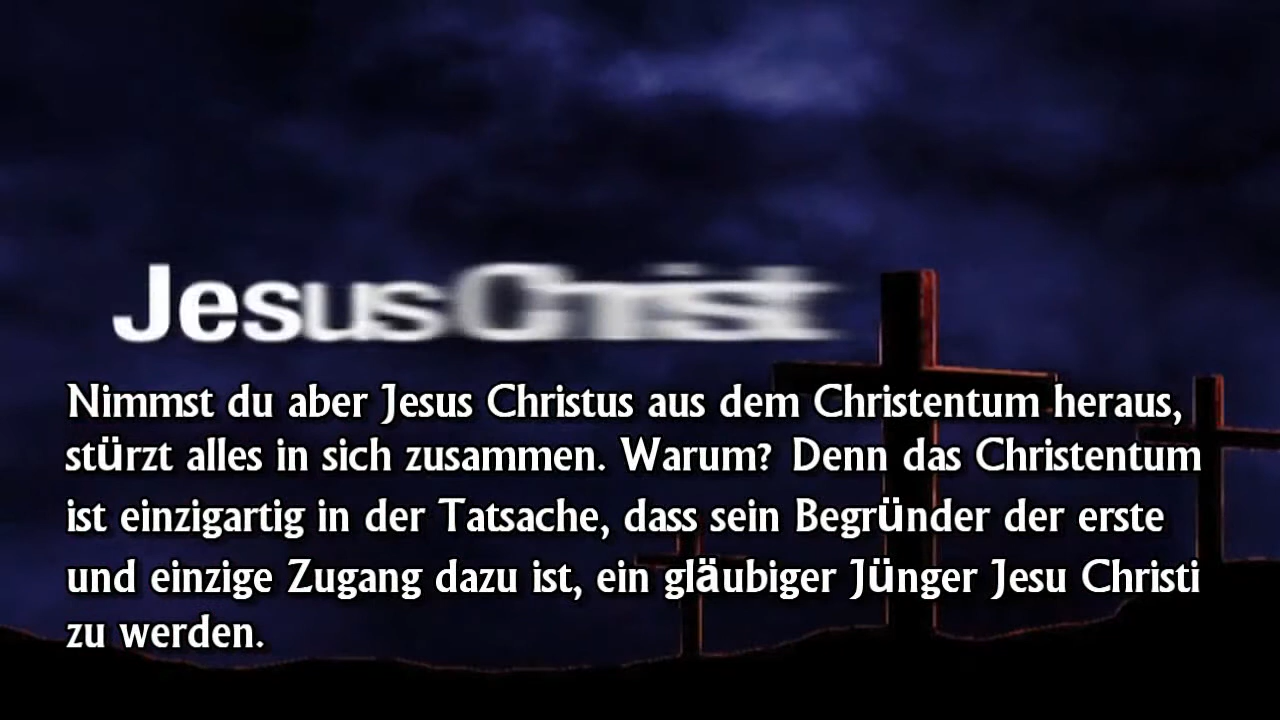 Jesus Christ
Nimmst du aber Jesus Christus aus dem Christentum heraus,
stürzt alles in sich zusammen. Warum? Denn das Christentum
ist einzigartig in der Tatsache, dass sein Begründer der erste
und einzige Zugang dazu ist, ein gläubiger Jünger Jesu Christi
zu werden.